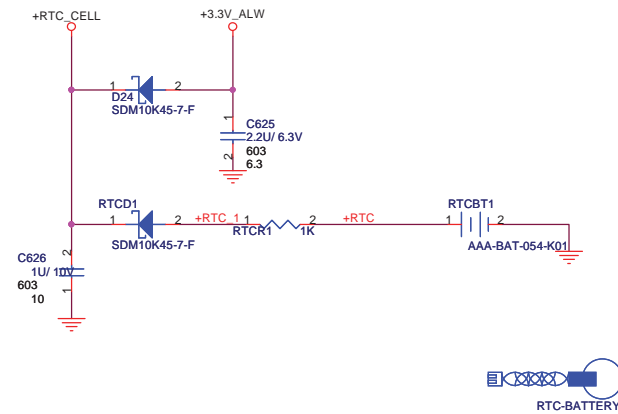 +RTC_CELL
+3.3V_ALW
1
2
D24
SDM10K45-7-F
1
C625
2.2U/ 6.3V
603
6.3
2
RTCD1
1
2
+RTC_1
1
2
+RTC
RTCR1
1K
SDM10K45-7-F
RTCBT1
1
2
AAA-BAT-054-K01
C626
2
1U/ 10V
603
1
10
RTC-BATTERY